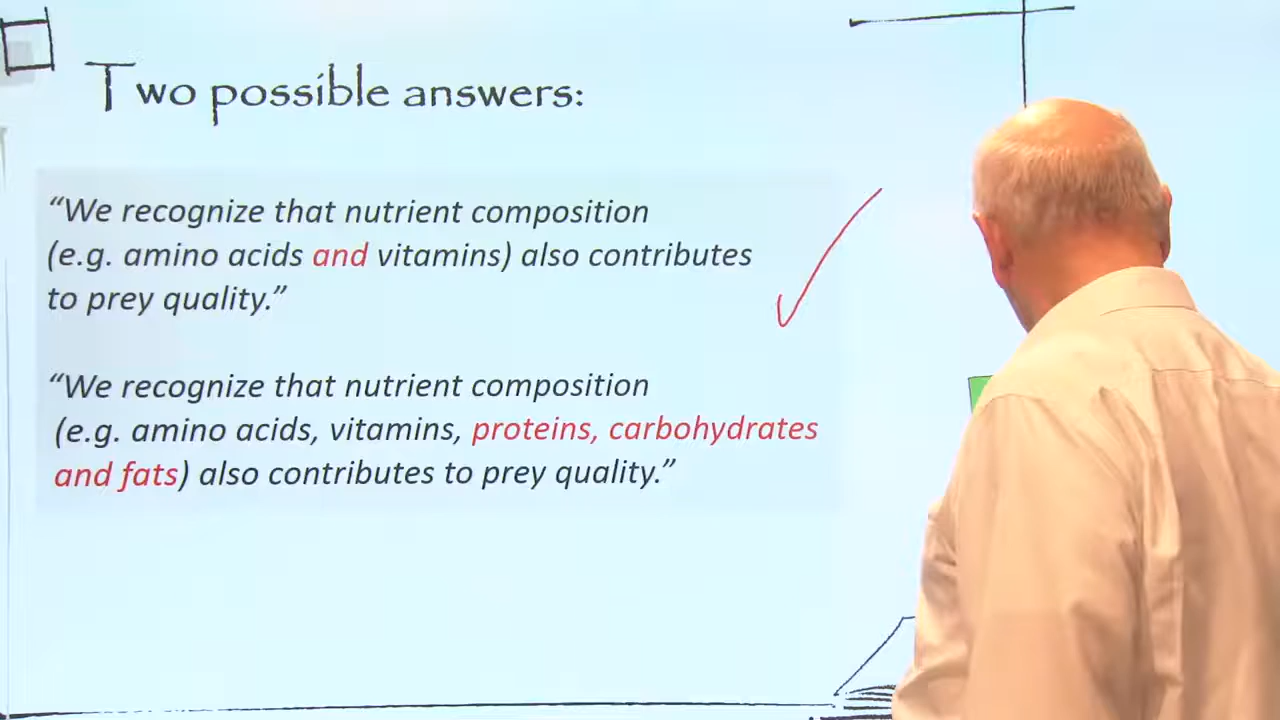 Two possible answers:
“We recognize that nutrient composition
(e.g. amino acids and vitamins) also contributes
to prey quality.”
“We recognize that nutrient composition
(e.g. amino acids, vitamins, proteins, carbohydrates
and fats) also contributes to prey quality.”